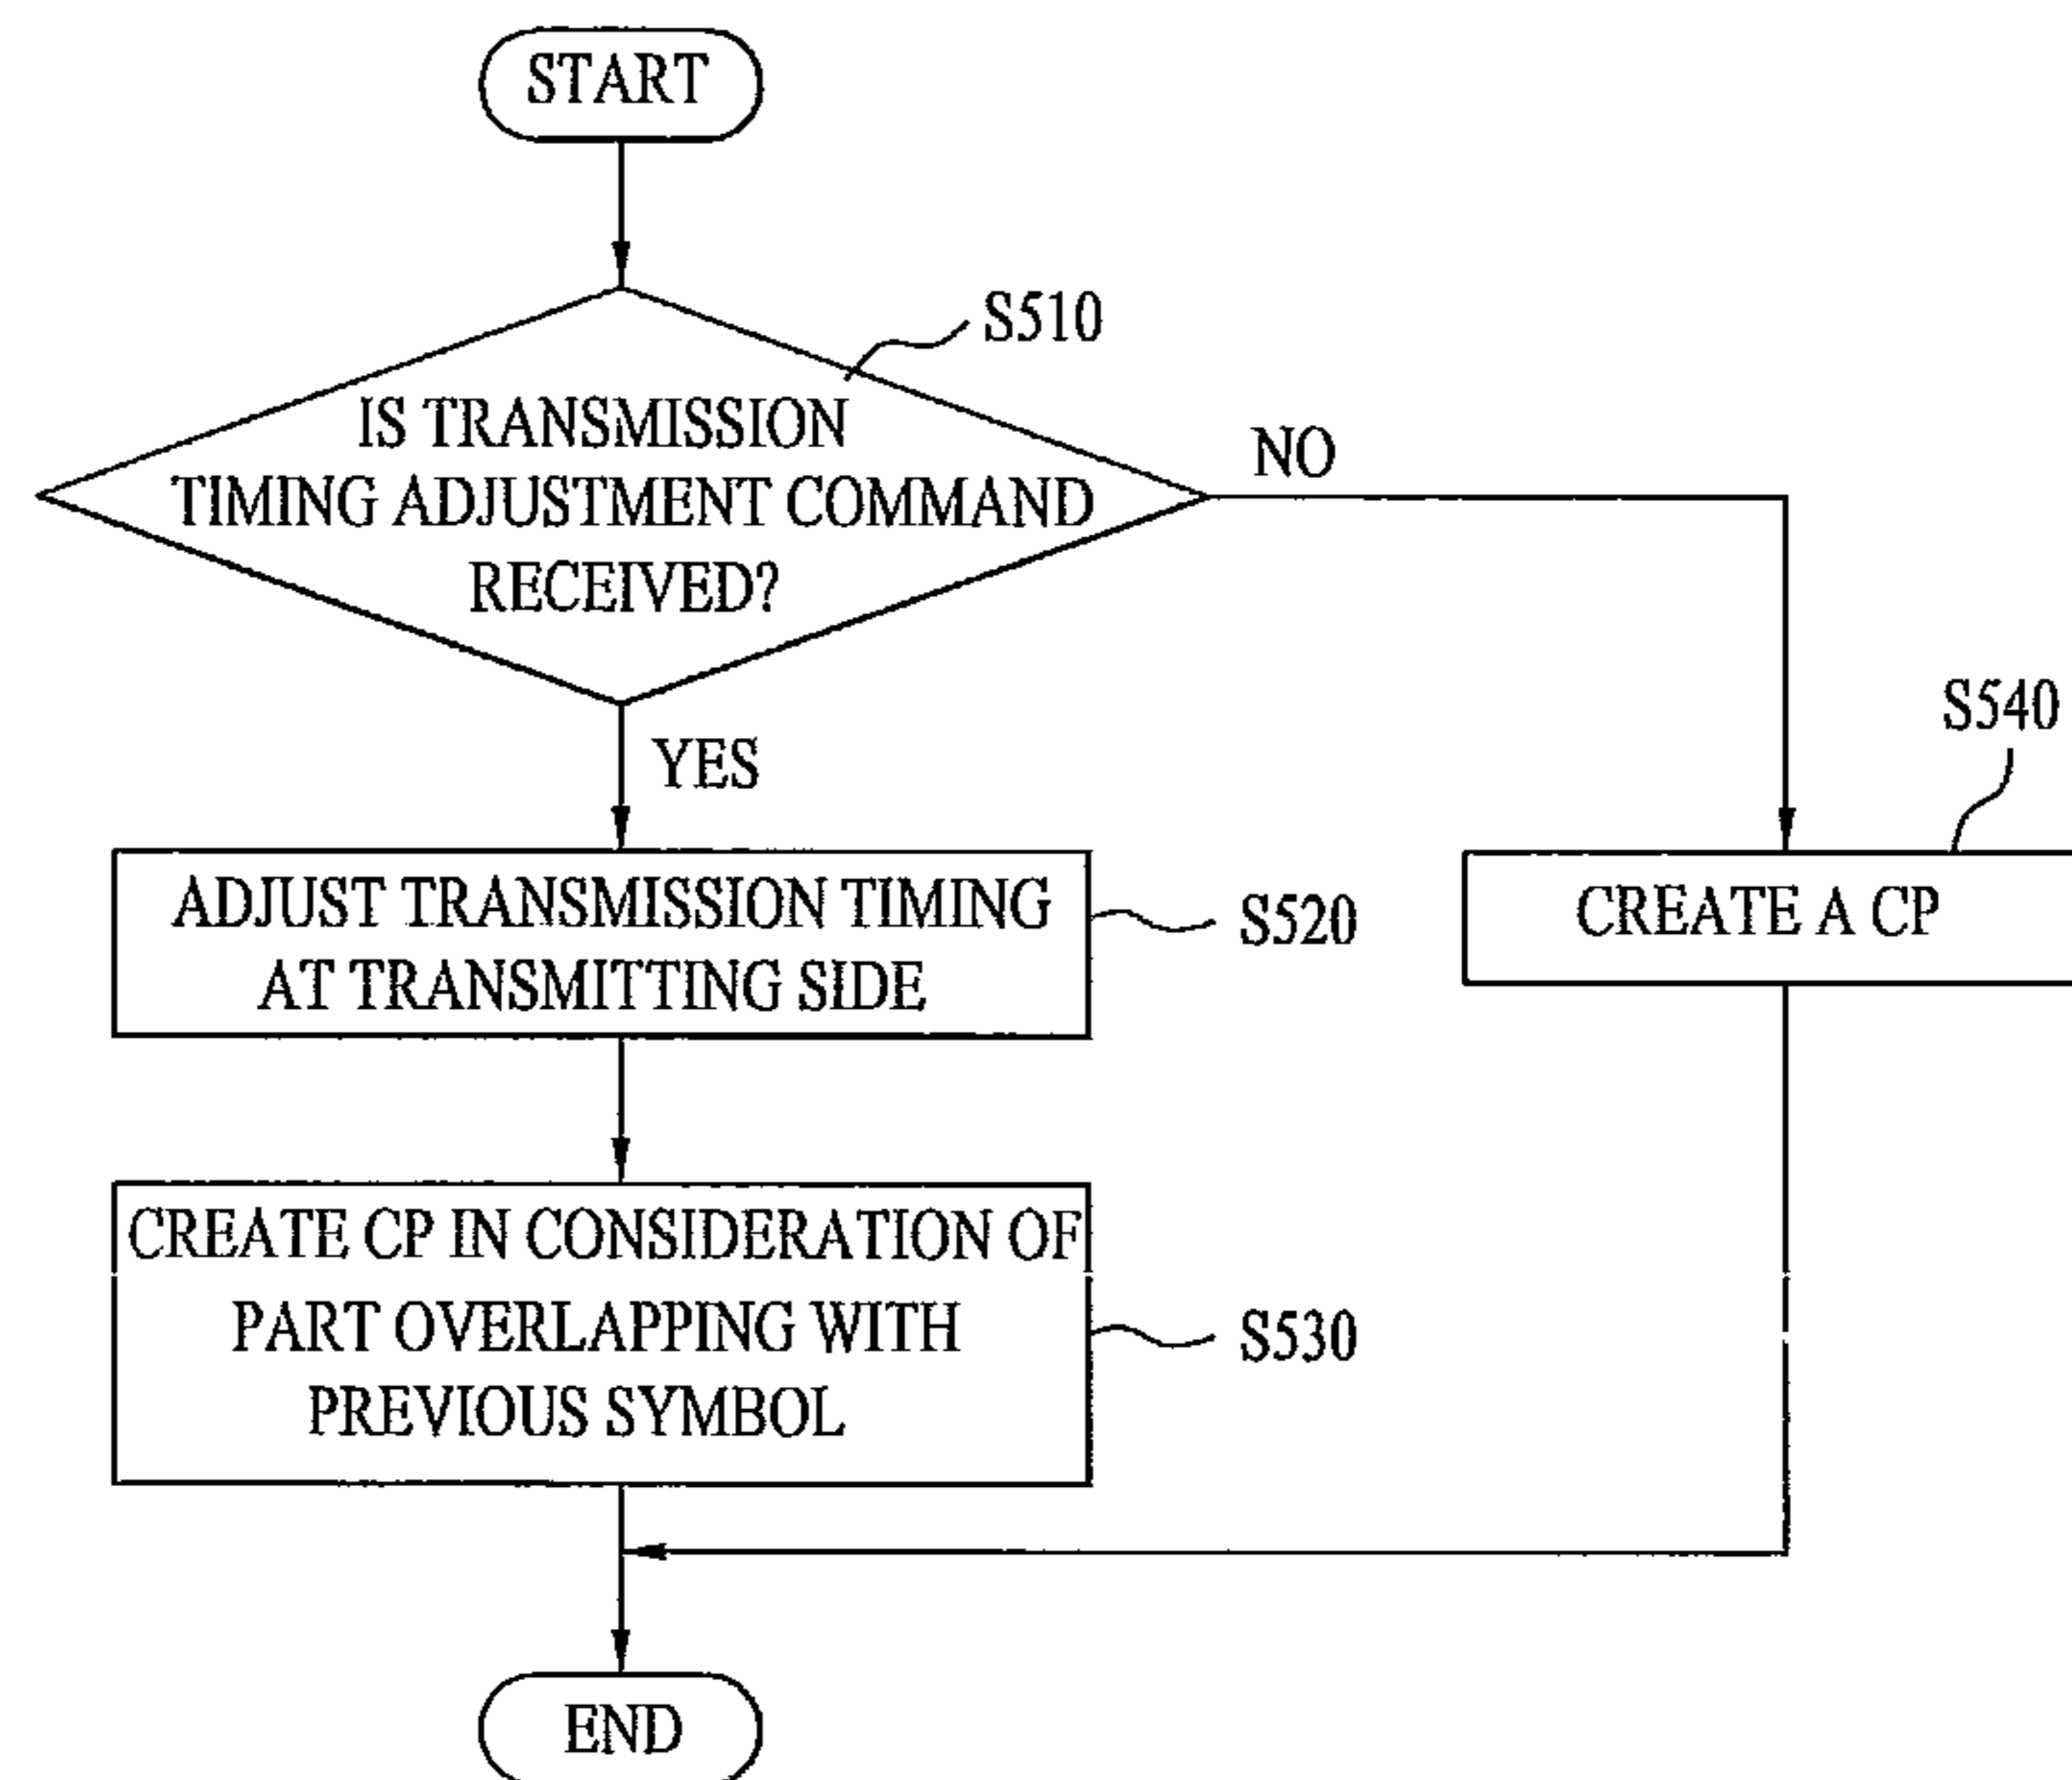 START
S510
IS TRANSMISSION
TIMING ADJUSTMENT COMMAND
RECEIVED?
NO
YES
S540
ADJUST TRANSMISSION TIMING
AT TRANSMITTING SIDE
S520
CREATE A CP
CREATE CP IN CONSIDERATION OF
PART OVERLAPPING WITH
PREVIOUS SYMBOL
S530
END